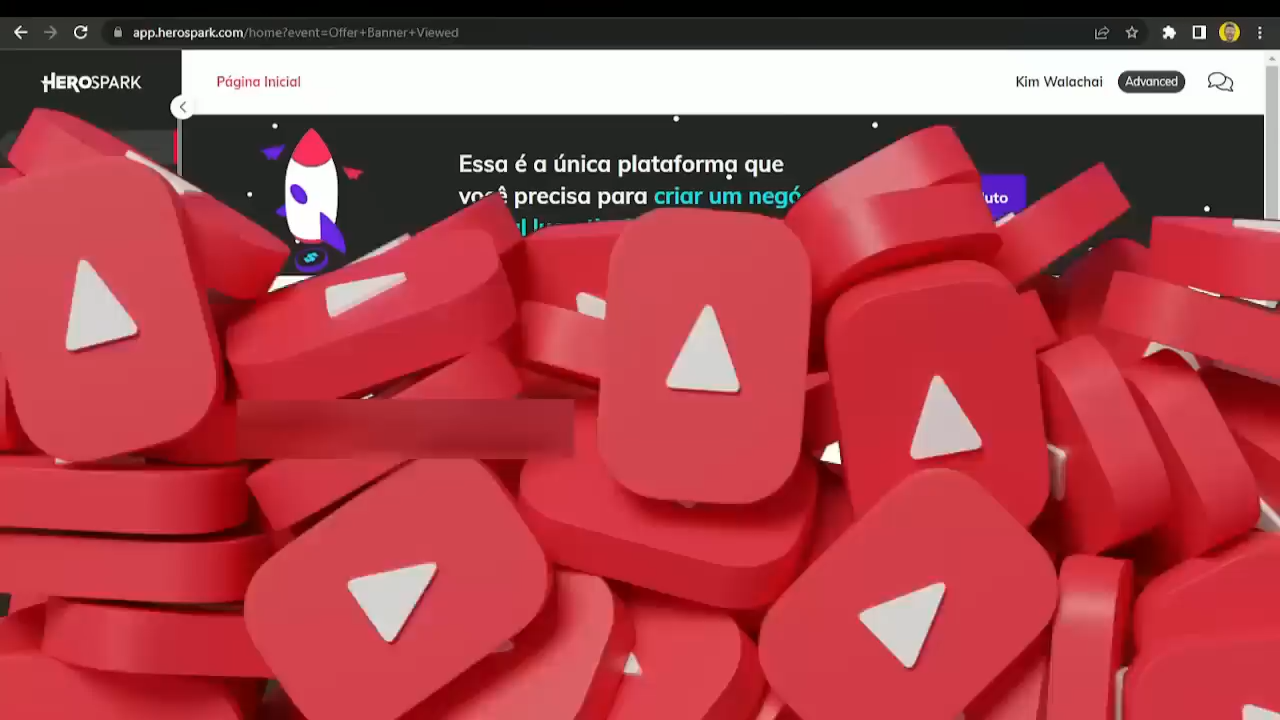 app.herospark.com/home?event=Offer+Banner+Viewed
HEROSPARK
Página Inicial
Kim Walachai
Advanced
Essa é a única plataforma que
você precisa para criar um negó